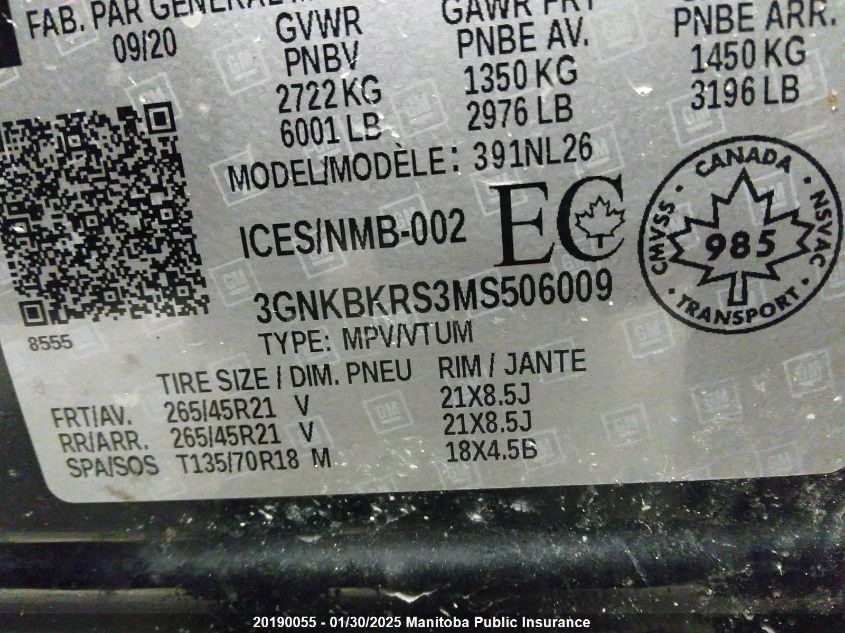 FAB. PAR GENERAL
09/20
GVWR
PNBV
2722 KG
6001 LB
GAWR FRT
PNBE AV.
1350 KG
2976 LB
PNBE ARR.
1450 KG
3196 LB
MODEL/MODÈLE: 391NL26
ICES/NMB-002
EC
3GNKBKRS3MS506009
8555
TYPE: MPV/VTUM
CANADA
CMVSS
985
NSVAC
TRANSPORT
TIRE SIZE / DIM. PNEU RIM / JANTE
FRT/AV. 265/45R21 V 21X8.5J
RR/ARR. 265/45R21 V 21X8.5J
SPA/SOS T135/70R18 M 18X4.5B
20190055 - 01/30/2025 Manitoba Public Insurance